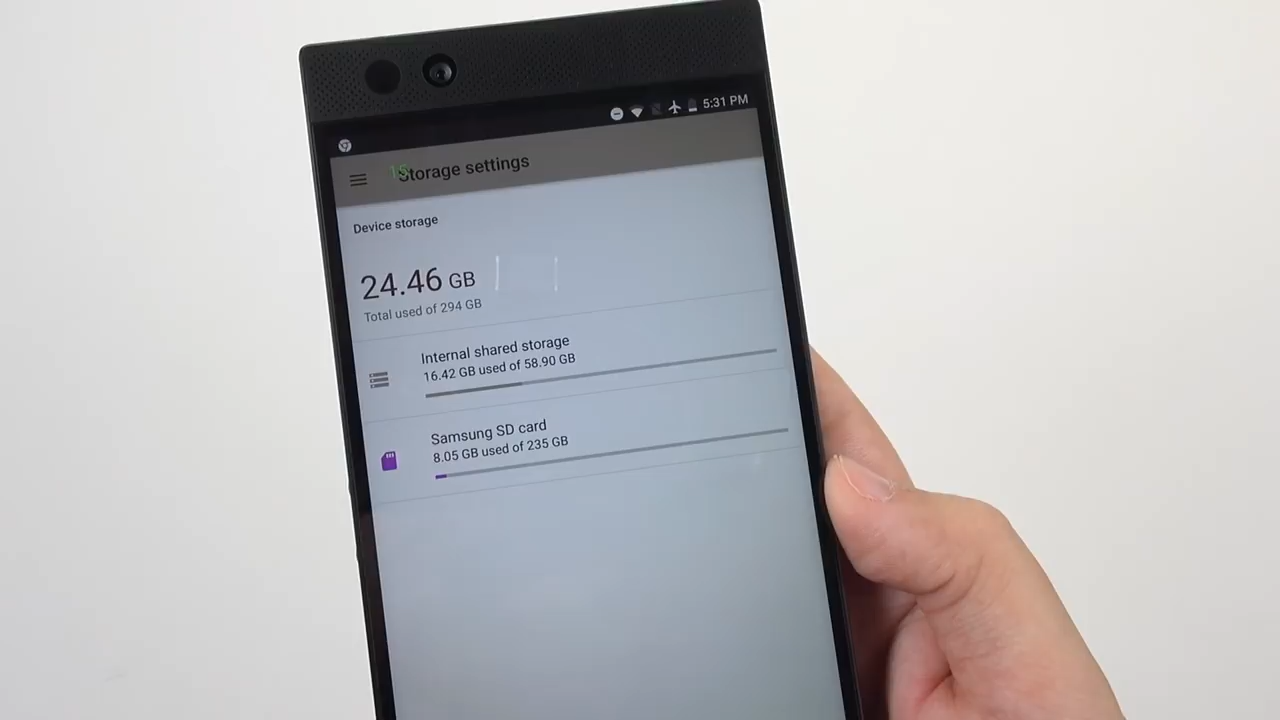 5:31 PM
Storage settings
Device storage
24.46 GB
Total used of 294 GB
Internal shared storage
16.42 GB used of 58.90 GB
Samsung SD card
8.05 GB used of 235 GB